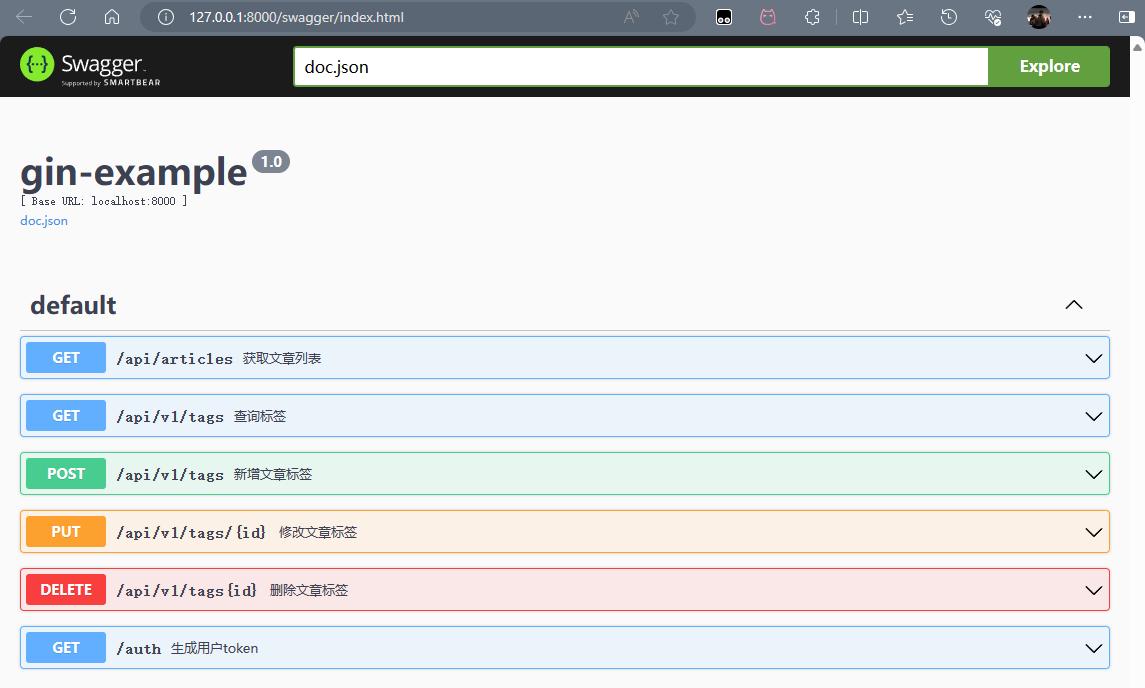 127.0.0.1:8000/swagger/index.html
Swagger
Supported by SMARTBEAR
doc.json
Explore
gin-example 1.0
[ Base URL: localhost:8000 ]
doc.json
default
GET /api/articles 获取文章列表
GET /api/v1/tags 查询标签
POST /api/v1/tags 新增文章标签
PUT /api/v1/tags/{id} 修改文章标签
DELETE /api/v1/tags{id} 删除文章标签
GET /auth 生成用户token